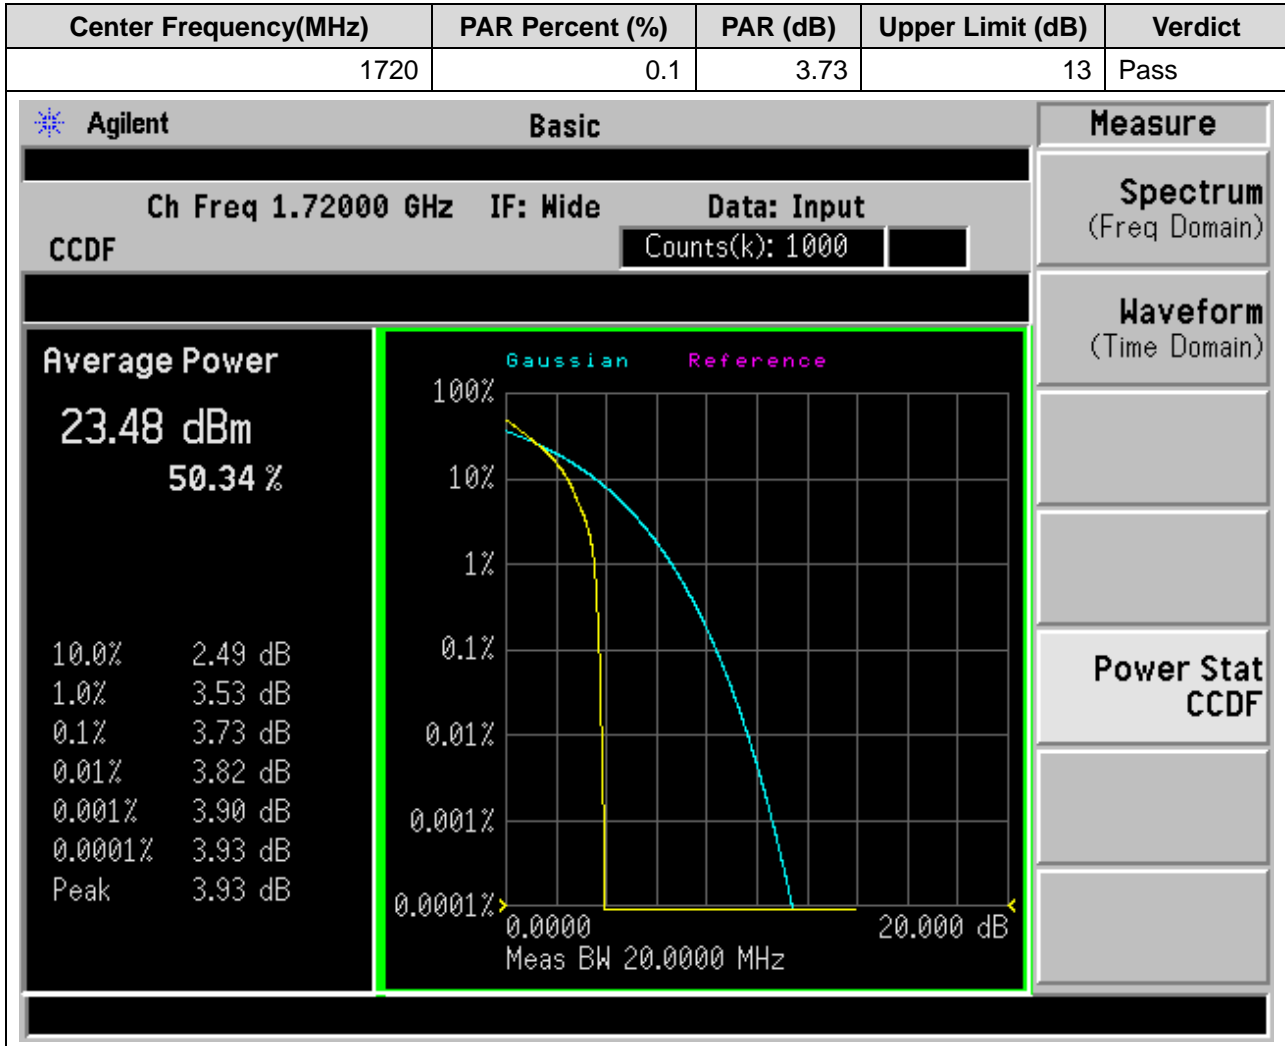 Center Frequency(MHz) PAR Percent (%) PAR (dB) Upper Limit (dB) Verdict
1720 0.1 3.73 13 Pass
Agilent Basic Measure
Ch Freq 1.72000 GHz IF: Wide Data: Input
CCDF Counts(k): 1000
Spectrum
(Freq Domain)
Waveform
(Time Domain)
Power Stat
CCDF
Average Power
23.48 dBm
50.34 %
10.0% 2.49 dB
1.0% 3.53 dB
0.1% 3.73 dB
0.01% 3.82 dB
0.001% 3.90 dB
0.0001% 3.93 dB
Peak 3.93 dB
Gaussian Reference
100%
10%
1%
0.1%
0.01%
0.001%
0.0001%
0.0000 20.000 dB
Meas BW 20.0000 MHz